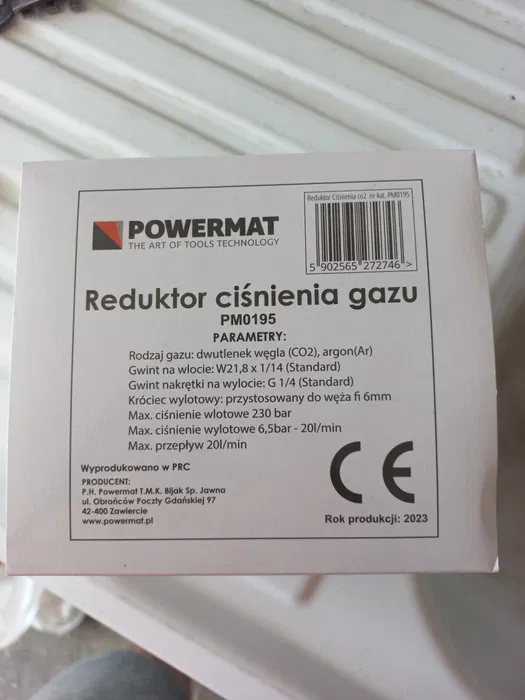 POWERMAT
THE ART OF TOOLS TECHNOLOGY
Reduktor Ciśnienia co2 nr kat. PM0195
5 902565 272746 >
Reduktor ciśnienia gazu
PM0195
PARAMETRY:
Rodzaj gazu: dwutlenek węgla (CO2), argon(Ar)
Gwint na wlocie: W21,8 x 1/14 (Standard)
Gwint nakrętki na wylocie: G 1/4 (Standard)
Króciec wylotowy: przystosowany do węża fi 6mm
Max. ciśnienie wlotowe 230 bar
Max. ciśnienie wylotowe 6,5bar - 20l/min
Max. przepływ 20l/min
Wyprodukowano w PRC
PRODUCENT:
P.H. Powermat T.M.K. Bijak Sp. Jawna
ul. Obrońców Poczty Gdańskiej 97
42-400 Zawiercie
www.powermat.pl
CE
Rok produkcji: 2023